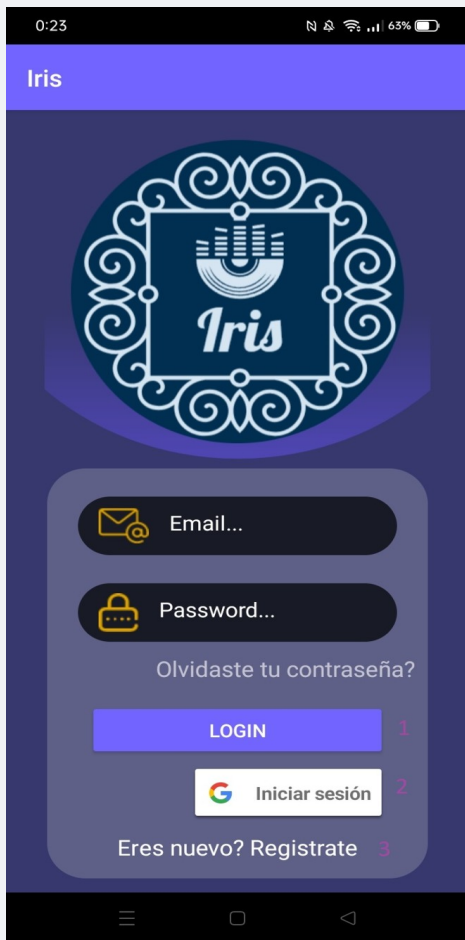 0:23
63%
Iris
Iris
Email...
Password...
Olvidaste tu contraseña?
LOGIN
1
Iniciar sesión
2
Eres nuevo? Registrate
3